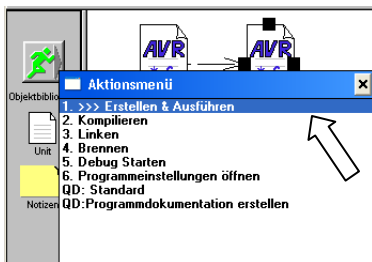 AVR
AVR
Aktionsmenü
Objektbiblio
1. >>> Erstellen & Ausführen
2. Kompilieren
3. Linken
Unit
4. Brennen
5. Debug Starten
6. Programmeinstellungen öffnen
QD: Standard
Notizen
QD:Programmdokumentation erstellen